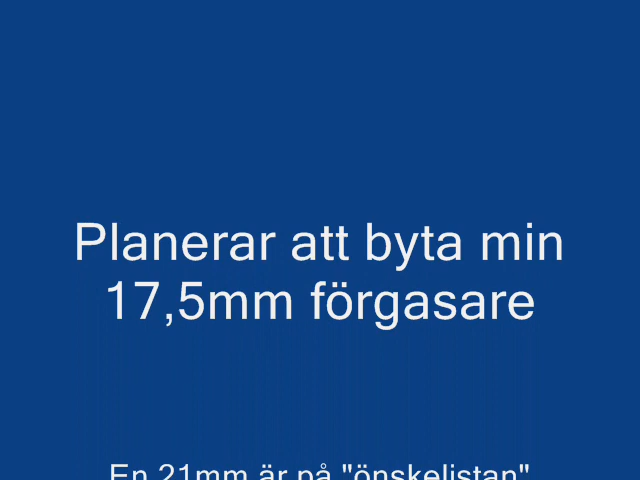 Planerar att byta min
17,5mm förgasare
En 21mm är på "önskelistan"